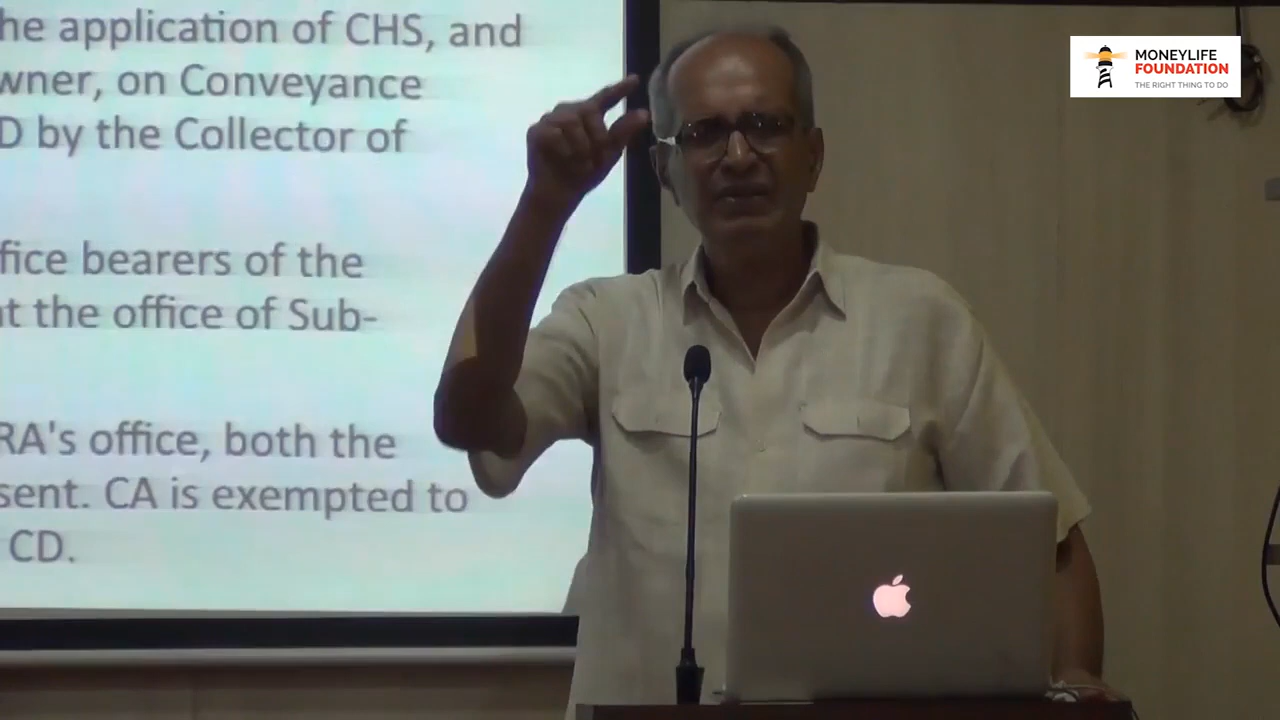 he application of CHS, and
wner, on Conveyance
D by the Collector of
fice bearers of the
at the office of Sub-
RA's office, both the
sent. CA is exempted to
CD.
MONEYLIFE
FOUNDATION
THE RIGHT THING TO DO